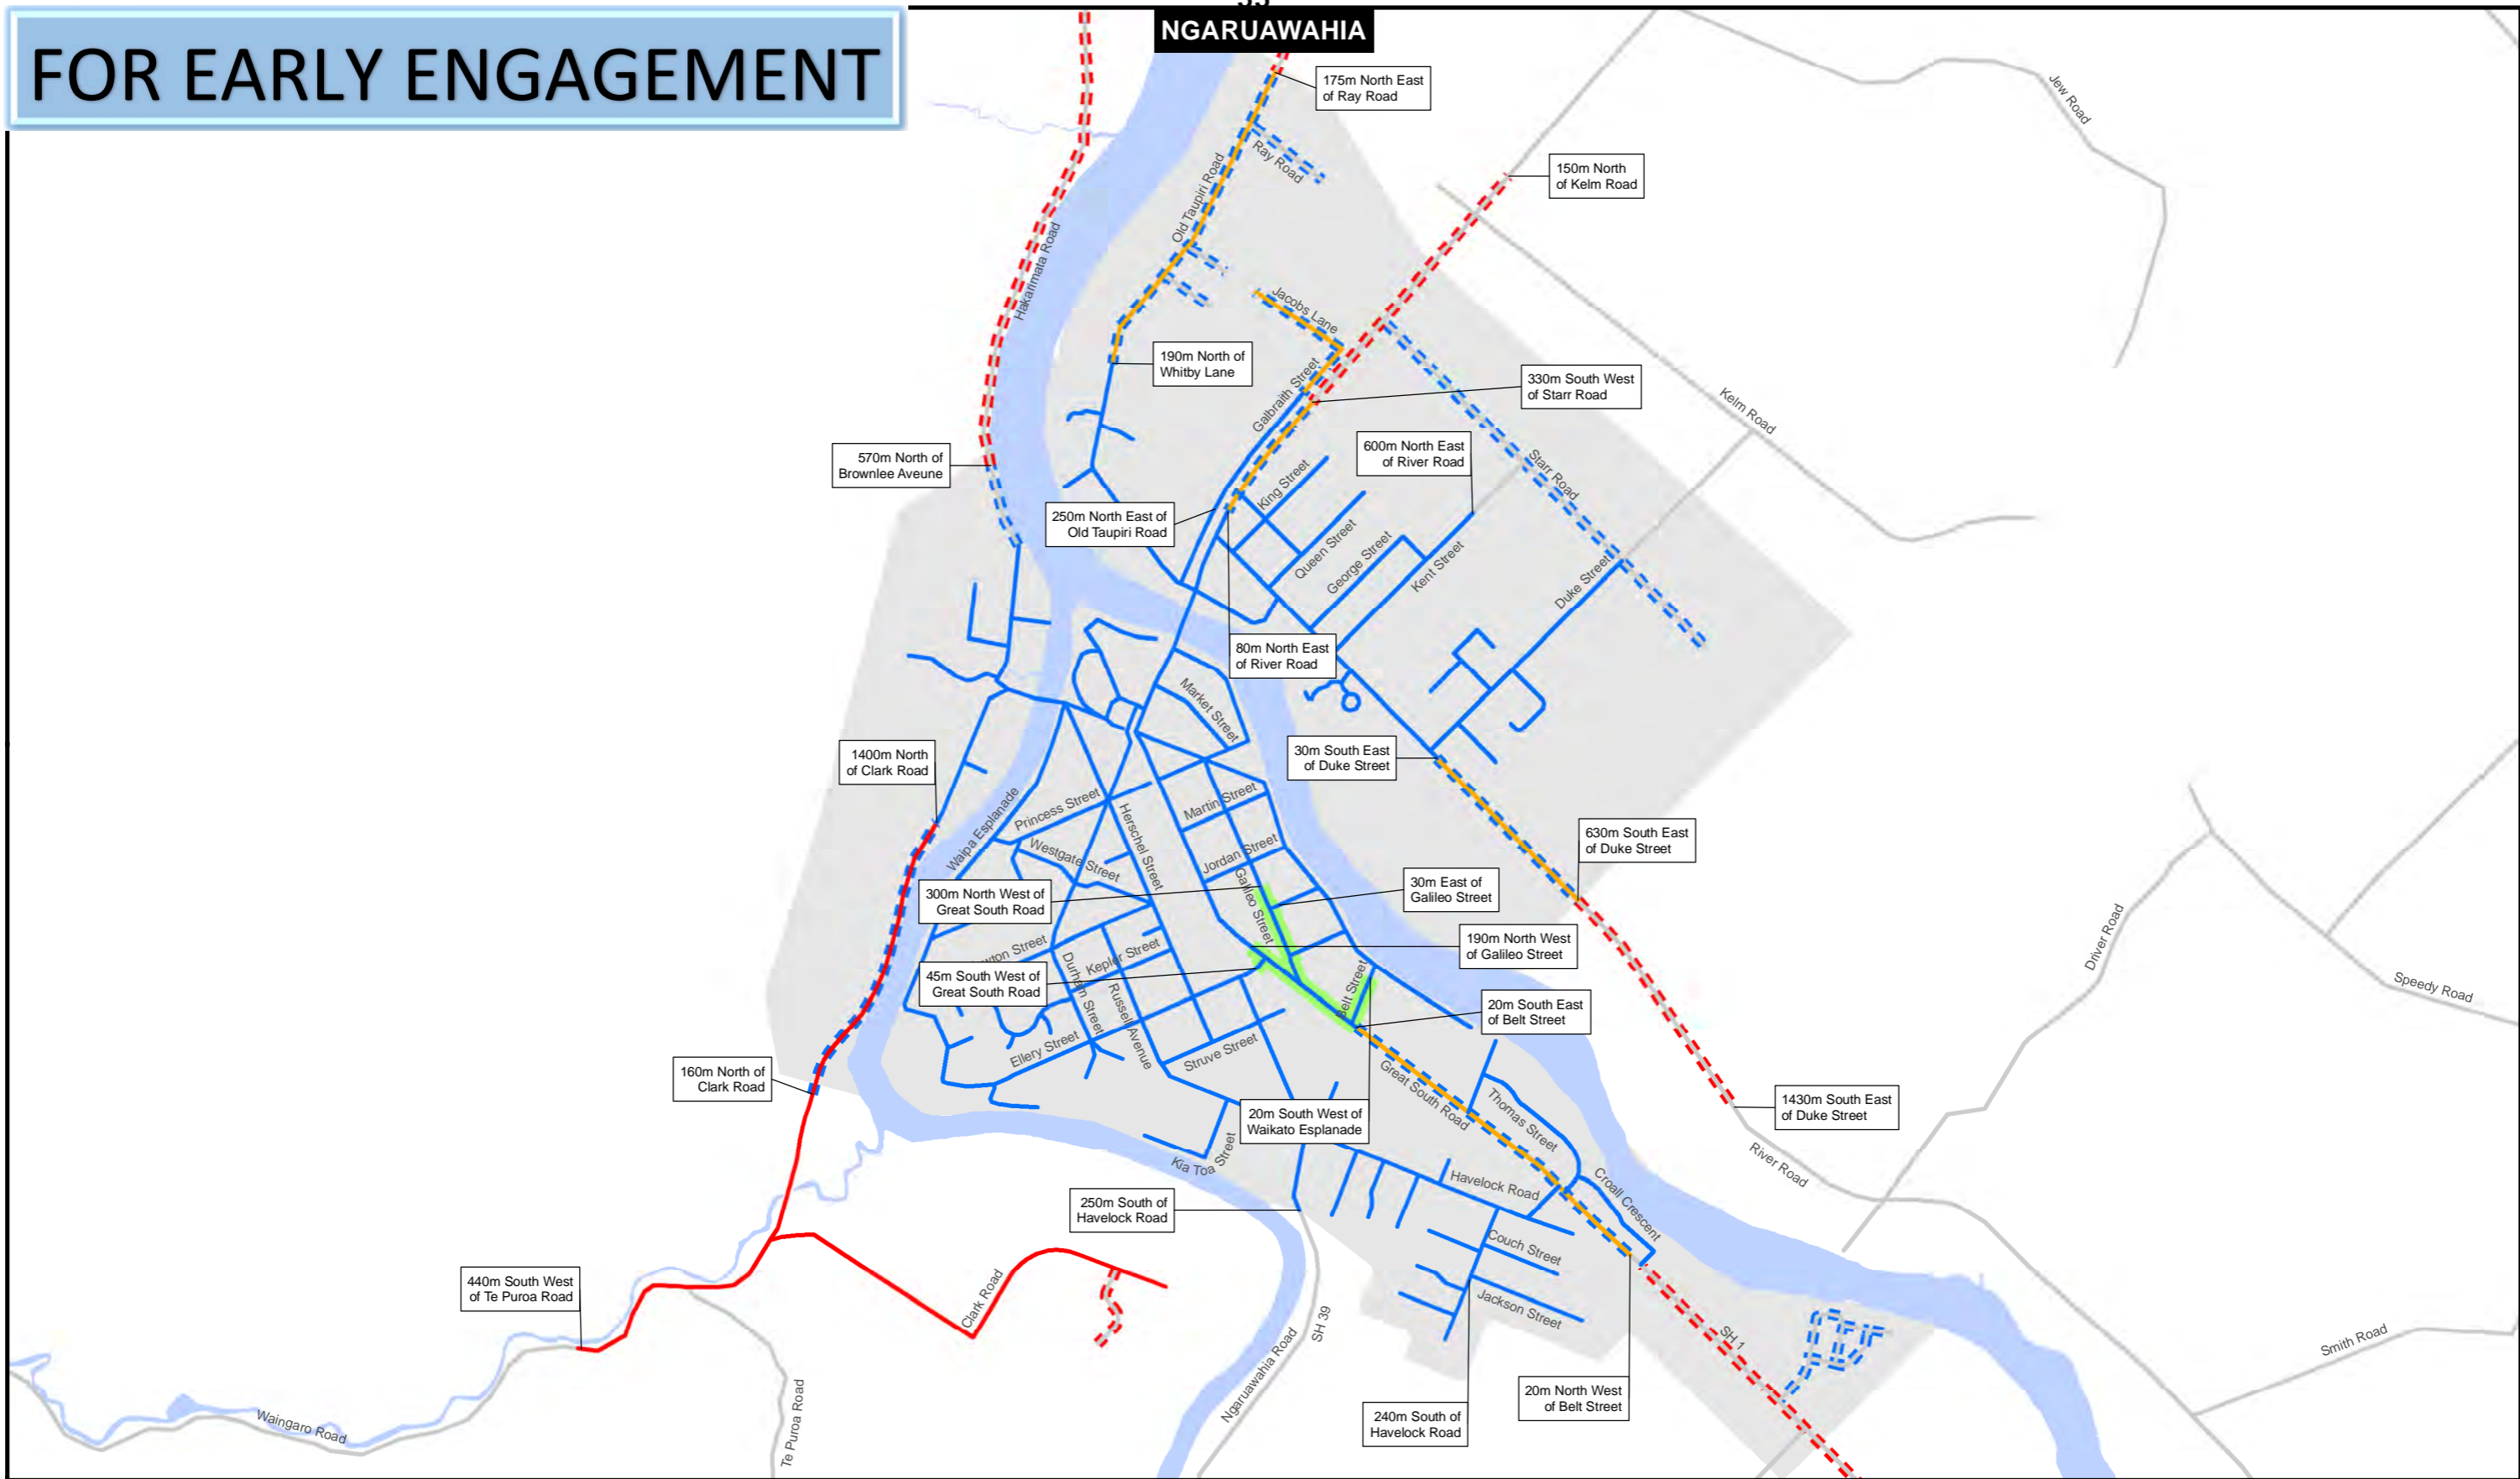 FOR EARLY ENGAGEMENT
NGARUAWAHIA
175m North East
of Ray Road
Jew Road
Ray Road
150m North
of Kelm Road
Old Taupiri Road
Hakarimata Road
Jacobs Lane
190m North of
Whitby Lane
Galbraith Street
330m South West
of Starr Road
Kelm Road
570m North of
Brownlee Aveune
600m North East
of River Road
King Street
Starr Road
250m North East of
Old Taupiri Road
Queen Street
George Street
Kent Street
Duke Street
80m North East
of River Road
Market Street
1400m North
of Clark Road
30m South East
of Duke Street
Waipa Esplanade
Princess Street
Herschel Street
Martin Street
Westgate Street
Jordan Street
630m South East
of Duke Street
300m North West of
Great South Road
Galileo Street
30m East of
Galileo Street
190m North West
of Galileo Street
Driver Road
Speedy Road
wton Street
Kepler Street
45m South West of
Great South Road
Durham Street
Russell Avenue
Belt Street
20m South East
of Belt Street
Ellery Street
Struve Street
160m North of
Clark Road
Great South Road
Thomas Street
20m South West of
Waikato Esplanade
1430m South East
of Duke Street
Kia Toa Street
River Road
Havelock Road
Croall Crescent
250m South of
Havelock Road
Couch Street
440m South West
of Te Puroa Road
Clark Road
Jackson Street
SH 39
SH 1
Smith Road
Ngaruawahia Road
Te Puroa Road
Waingaro Road
240m South of
Havelock Road
20m North West
of Belt Street